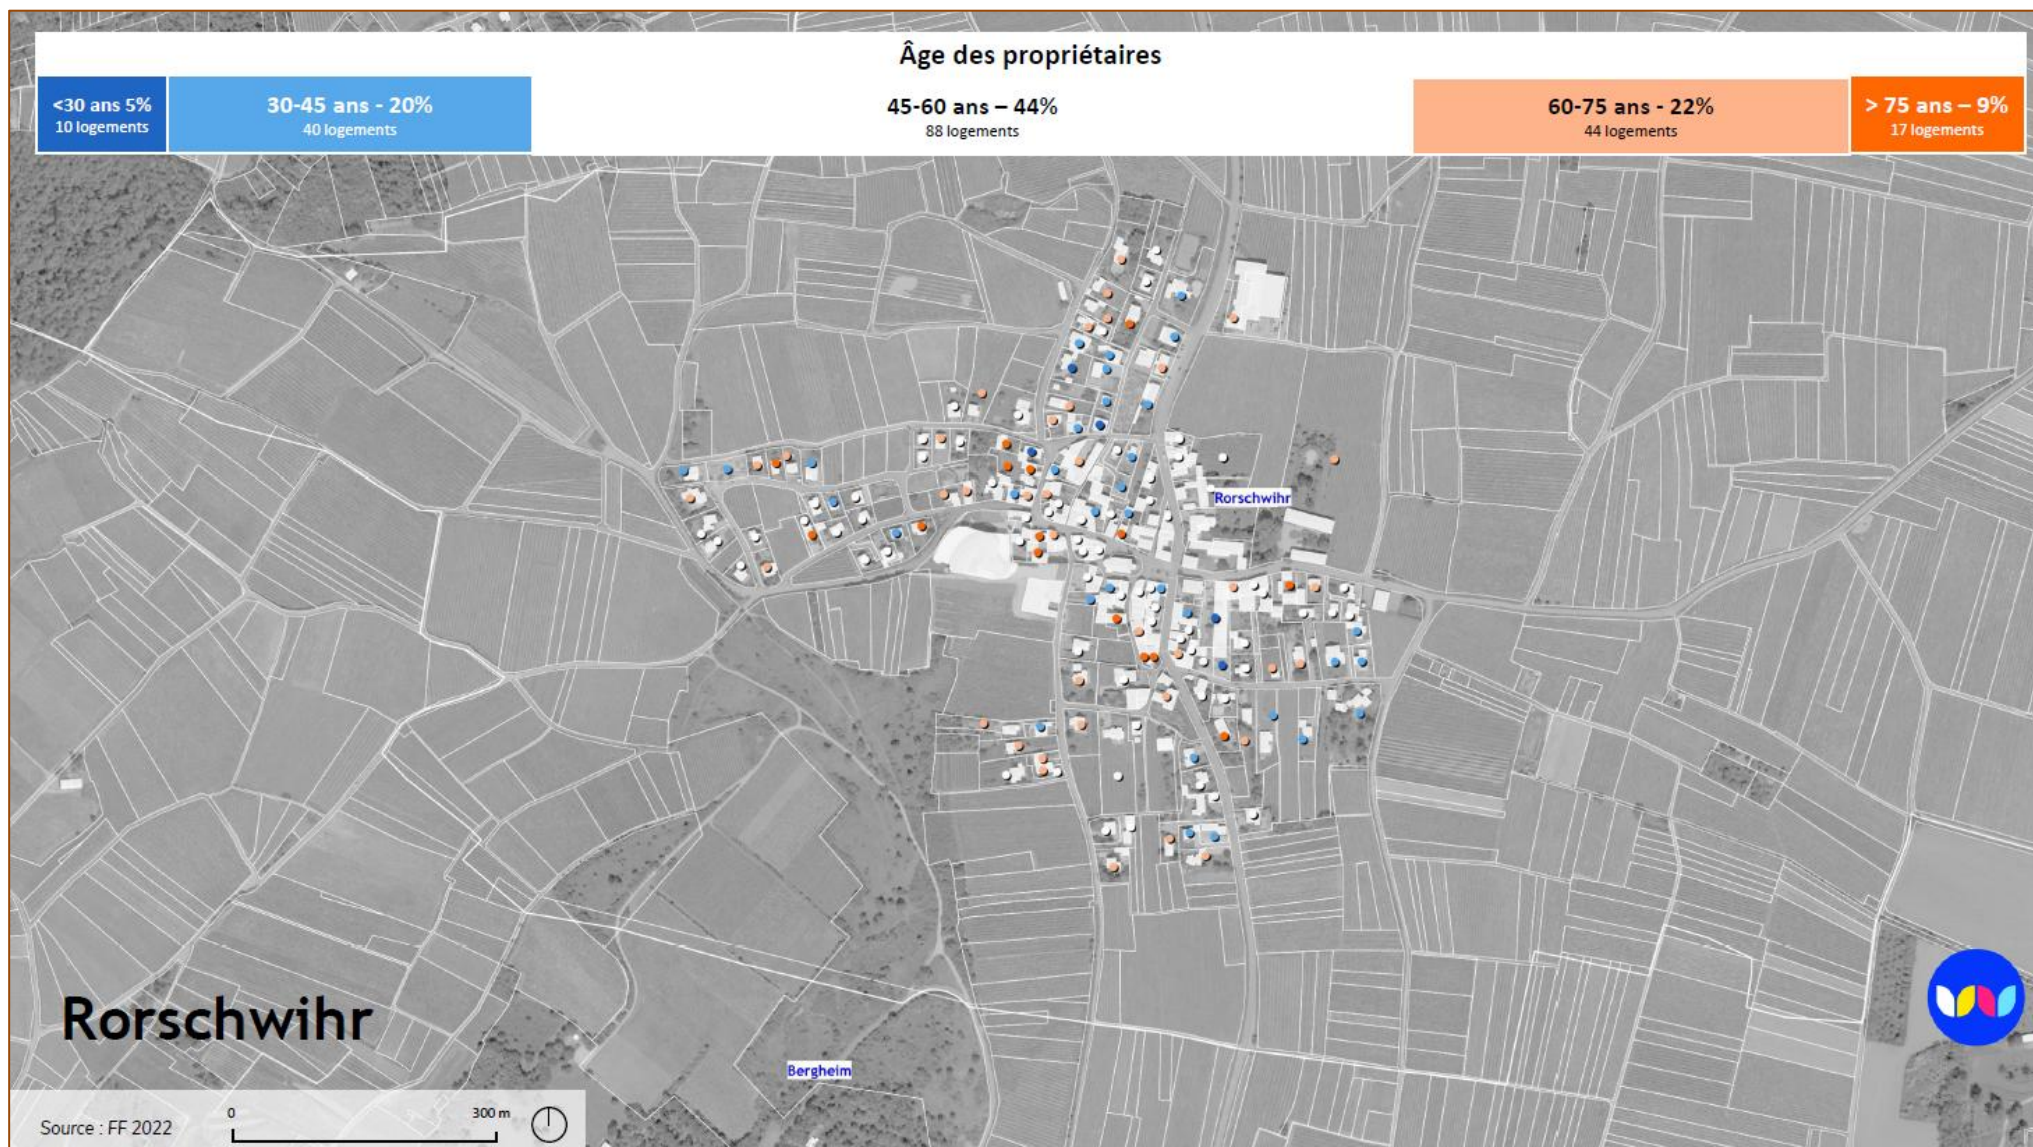 Âge des propriétaires
<30 ans 5%
10 logements
30-45 ans - 20%
40 logements
45-60 ans – 44%
88 logements
60-75 ans - 22%
44 logements
> 75 ans – 9%
17 logements
Rorschwihr
Rorschwihr
Bergheim
Source : FF 2022
0
300 m